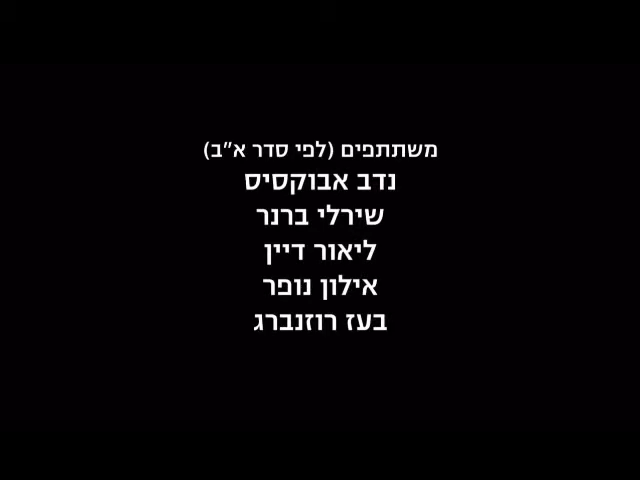 משתתפים (לפי סדר א״ב)
נדב אבוקסיס
שירלי ברנר
ליאור דיין
אילון נופר
בעז רוזנברג